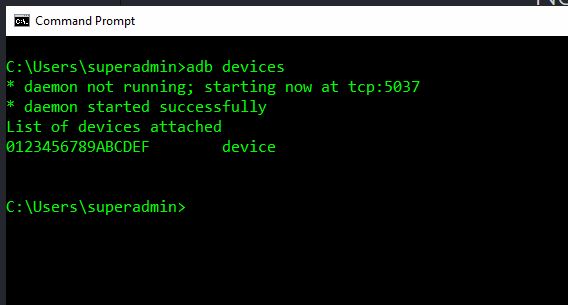 Command Prompt
C:\Users\superadmin>adb devices
* daemon not running; starting now at tcp:5037
* daemon started successfully
List of devices attached
0123456789ABCDEF        device
C:\Users\superadmin>